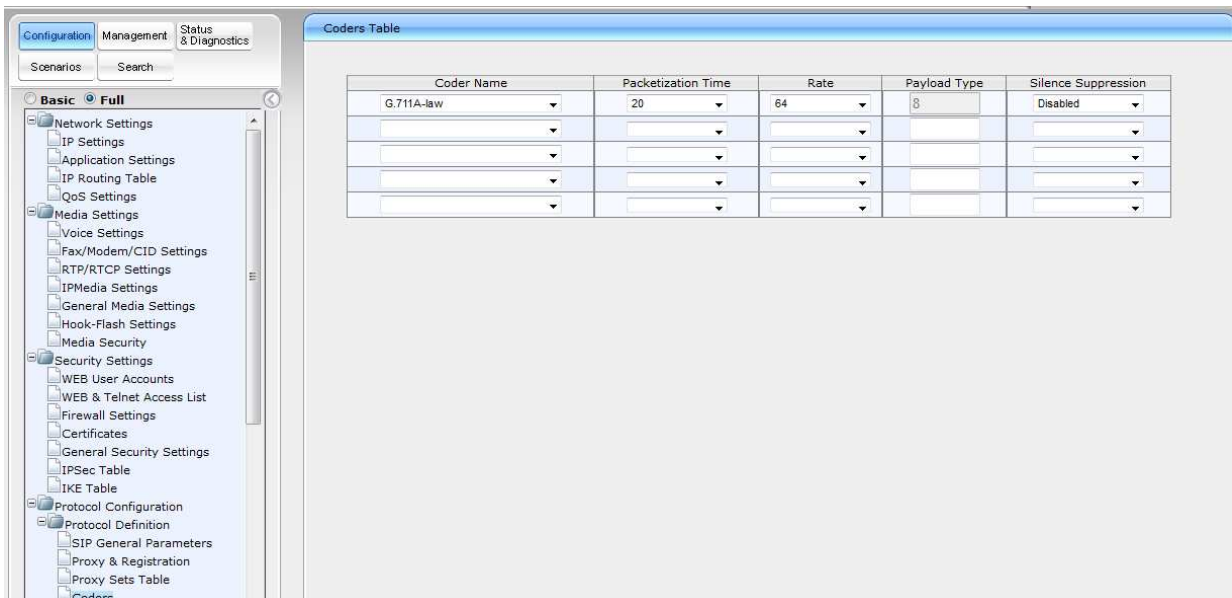 Configuration
Management
Status
& Diagnostics
Scenarios
Search
Basic
Full
Network Settings
IP Settings
Application Settings
IP Routing Table
QoS Settings
Media Settings
Voice Settings
Fax/Modem/CID Settings
RTP/RTCP Settings
IPMedia Settings
General Media Settings
Hook-Flash Settings
Media Security
Security Settings
WEB User Accounts
WEB & Telnet Access List
Firewall Settings
Certificates
General Security Settings
IPSec Table
IKE Table
Protocol Configuration
Protocol Definition
SIP General Parameters
Proxy & Registration
Proxy Sets Table
Coders
Coders Table
Coder Name Packetization Time Rate Payload Type Silence Suppression
G.711A-law 20 64 8 Disabled